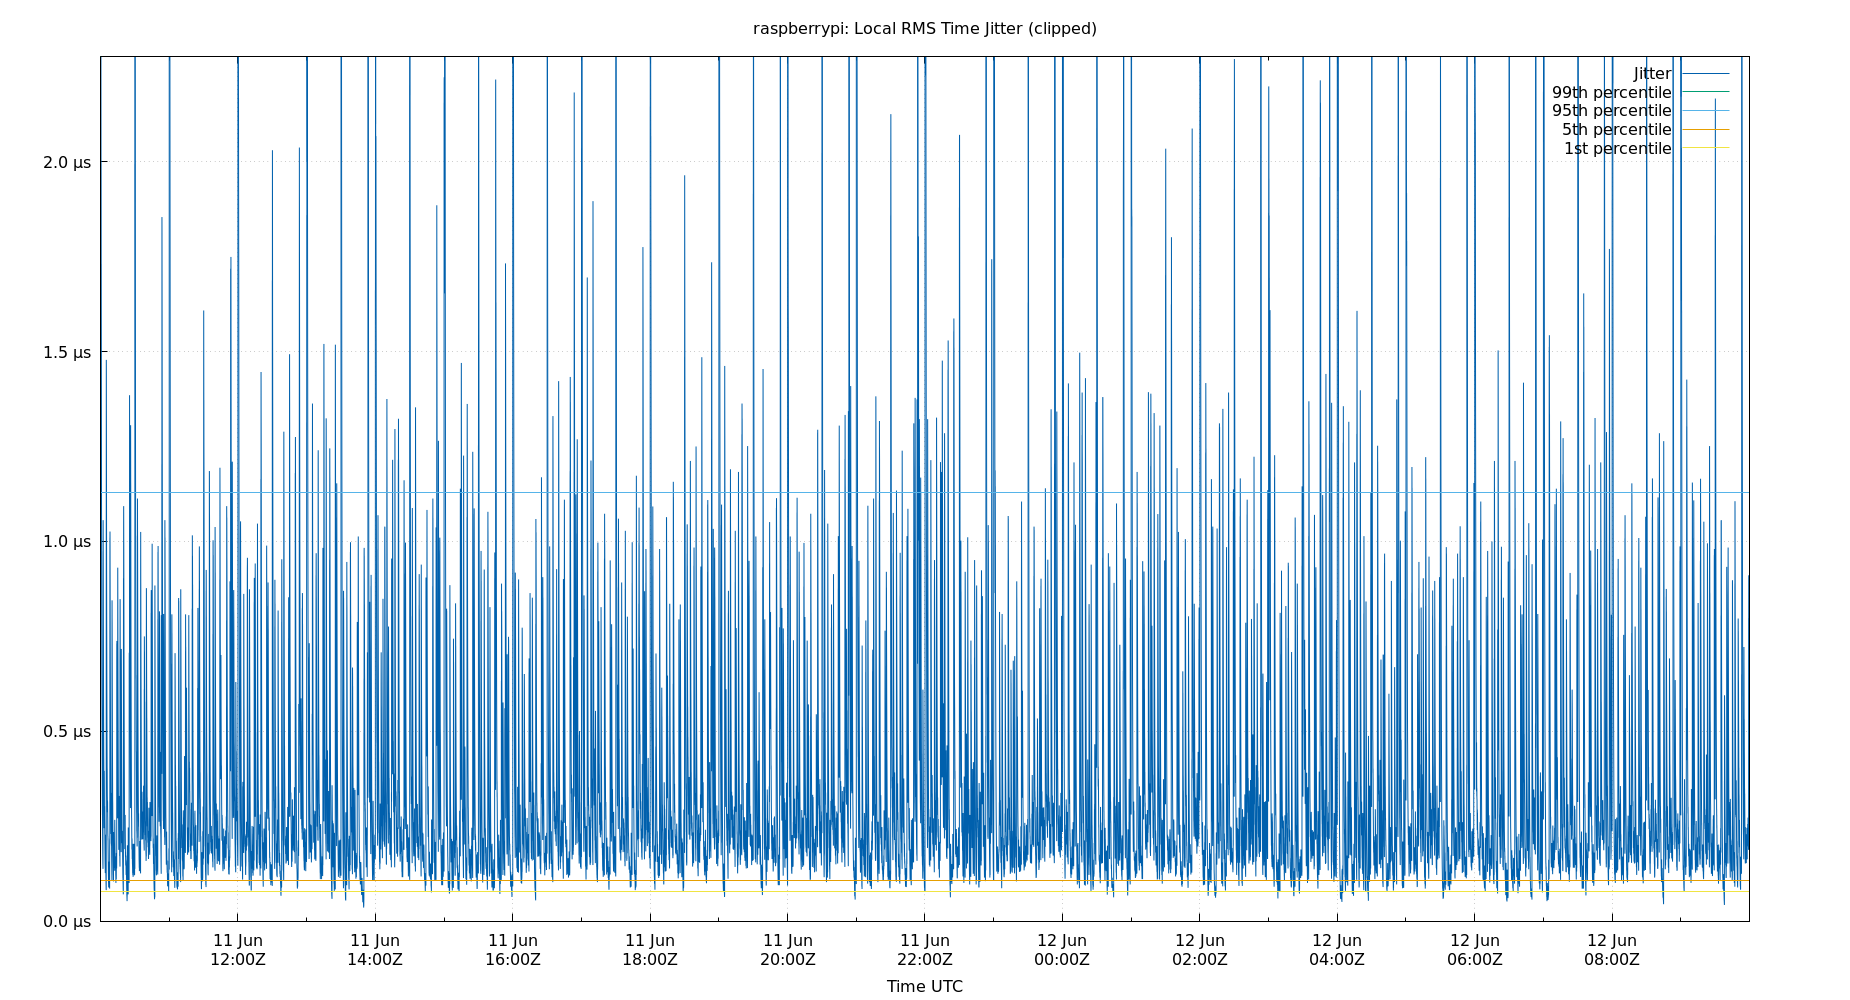 raspberrypi: Local RMS Time Jitter (clipped)
Jitter
99th percentile
95th percentile
5th percentile
1st percentile
2.0 µs
1.5 µs
1.0 µs
0.5 µs
0.0 µs
11 Jun 11 Jun 11 Jun 11 Jun 11 Jun 11 Jun 12 Jun 12 Jun 12 Jun 12 Jun 12 Jun
12:00Z 14:00Z 16:00Z 18:00Z 20:00Z 22:00Z 00:00Z 02:00Z 04:00Z 06:00Z 08:00Z
Time UTC